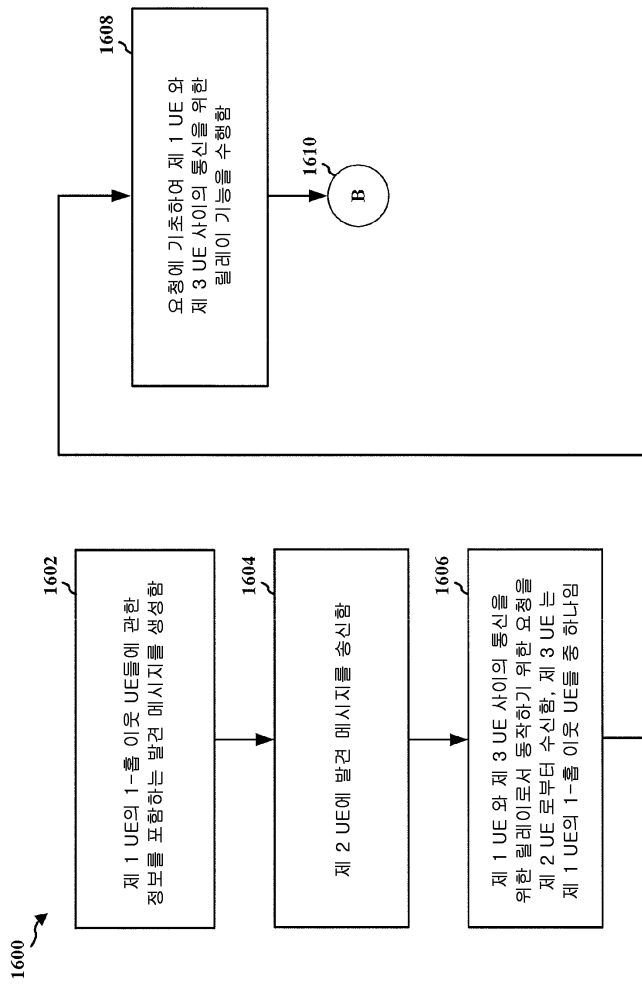 1600
1602
제 1 UE의 1-홉 이웃 UE들에 관한
정보를 포함하는 발견 메시지를 생성함
1604
제 2 UE에 발견 메시지를 송신함
1606
제 1 UE 와 제 3 UE 사이의 통신을
위한 릴레이로서 동작하기 위한 요청을
제 2 UE 로부터 수신함, 제 3 UE 는
제 1 UE의 1-홉 이웃 UE들 중 하나임
1608
요청에 기초하여 제 1 UE 와
제 3 UE 사이의 통신을 위한
릴레이 기능을 수행함
1610
B